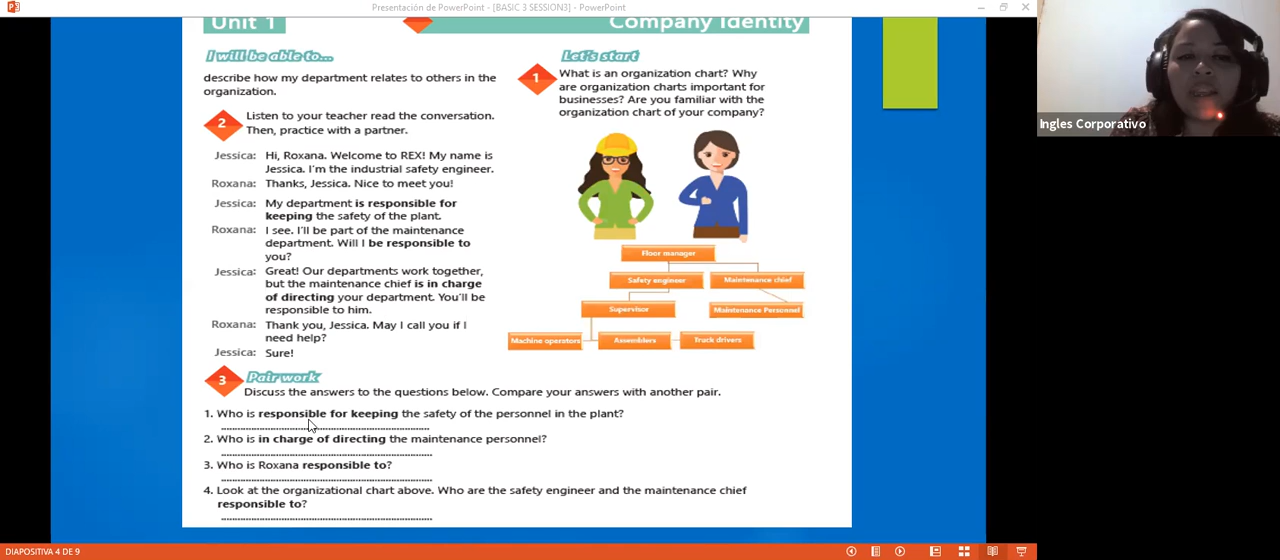 Presentación de PowerPoint - [BASIC 3 SESSION3] - PowerPoint
Unit 1
Company Identity
I will be able to...
describe how my department relates to others in the
organization.
2
Listen to your teacher read the conversation.
Then, practice with a partner.
Jessica: Hi, Roxana. Welcome to REX! My name is
Jessica. I'm the industrial safety engineer.
Roxana: Thanks, Jessica. Nice to meet you!
Jessica: My department is responsible for
keeping the safety of the plant.
Roxana: I see. I'll be part of the maintenance
department. Will I be responsible to
you?
Jessica: Great! Our departments work together,
but the maintenance chief is in charge
of directing your department. You'll be
responsible to him.
Roxana: Thank you, Jessica. May I call you if I
need help?
Jessica: Sure!
Let's start
1
What is an organization chart? Why
are organization charts important for
businesses? Are you familiar with the
organization chart of your company?
Floor manager
Safety engineer
Maintenance chief
Supervisor
Maintenance Personnel
Machine operators
Assemblers
Truck drivers
3
Pair work
Discuss the answers to the questions below. Compare your answers with another pair.
1. Who is responsible for keeping the safety of the personnel in the plant?
2. Who is in charge of directing the maintenance personnel?
3. Who is Roxana responsible to?
4. Look at the organizational chart above. Who are the safety engineer and the maintenance chief
responsible to?
DIAPOSITIVA 4 DE 9
Ingles Corporativo